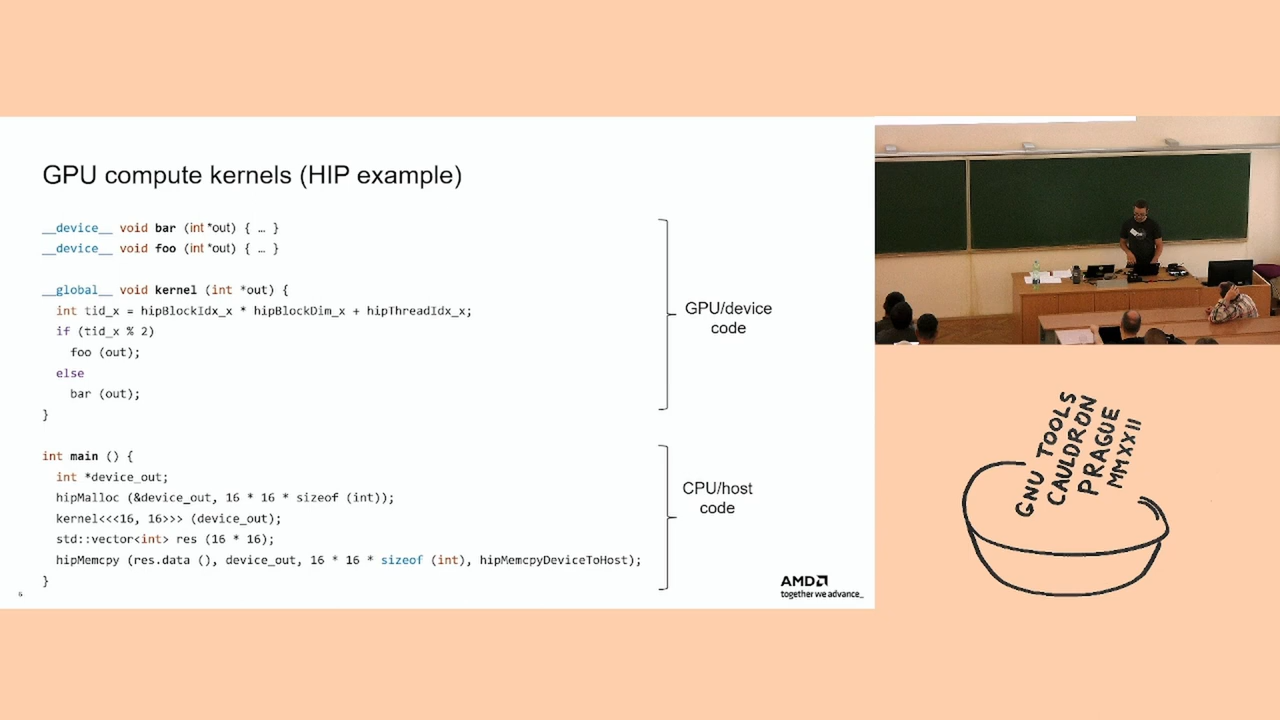 GPU compute kernels (HIP example)
__device__ void bar (int *out) { … }
__device__ void foo (int *out) { … }
__global__ void kernel (int *out) {
int tid_x = hipBlockIdx_x * hipBlockDim_x + hipThreadIdx_x;
if (tid_x % 2)
foo (out);
else
bar (out);
}
GPU/device
code
int main () {
int *device_out;
hipMalloc (&device_out, 16 * 16 * sizeof (int));
kernel<<<16, 16>>> (device_out);
std::vector<int> res (16 * 16);
hipMemcpy (res.data (), device_out, 16 * 16 * sizeof (int), hipMemcpyDeviceToHost);
}
CPU/host
code
6
AMD
together we advance_
GNU TOOLS
CAULDRON
PRAGUE
MMXXII